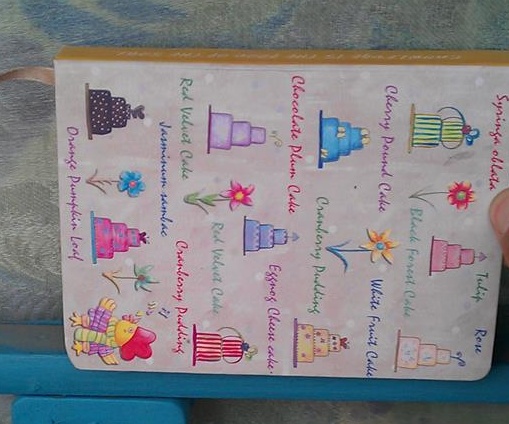 Syringa oblata
Tulip
Rose
Cherry Pound Cake
Black Forest Cake
White Fruit Cake
Chocolate Plum Cake
Cranberry Pudding
Eggnog Cheese cake
Red Velvet Cake
Red Velvet Cake
Jasminum sambac
Cranberry Pudding
Orange Pumpkin Loaf